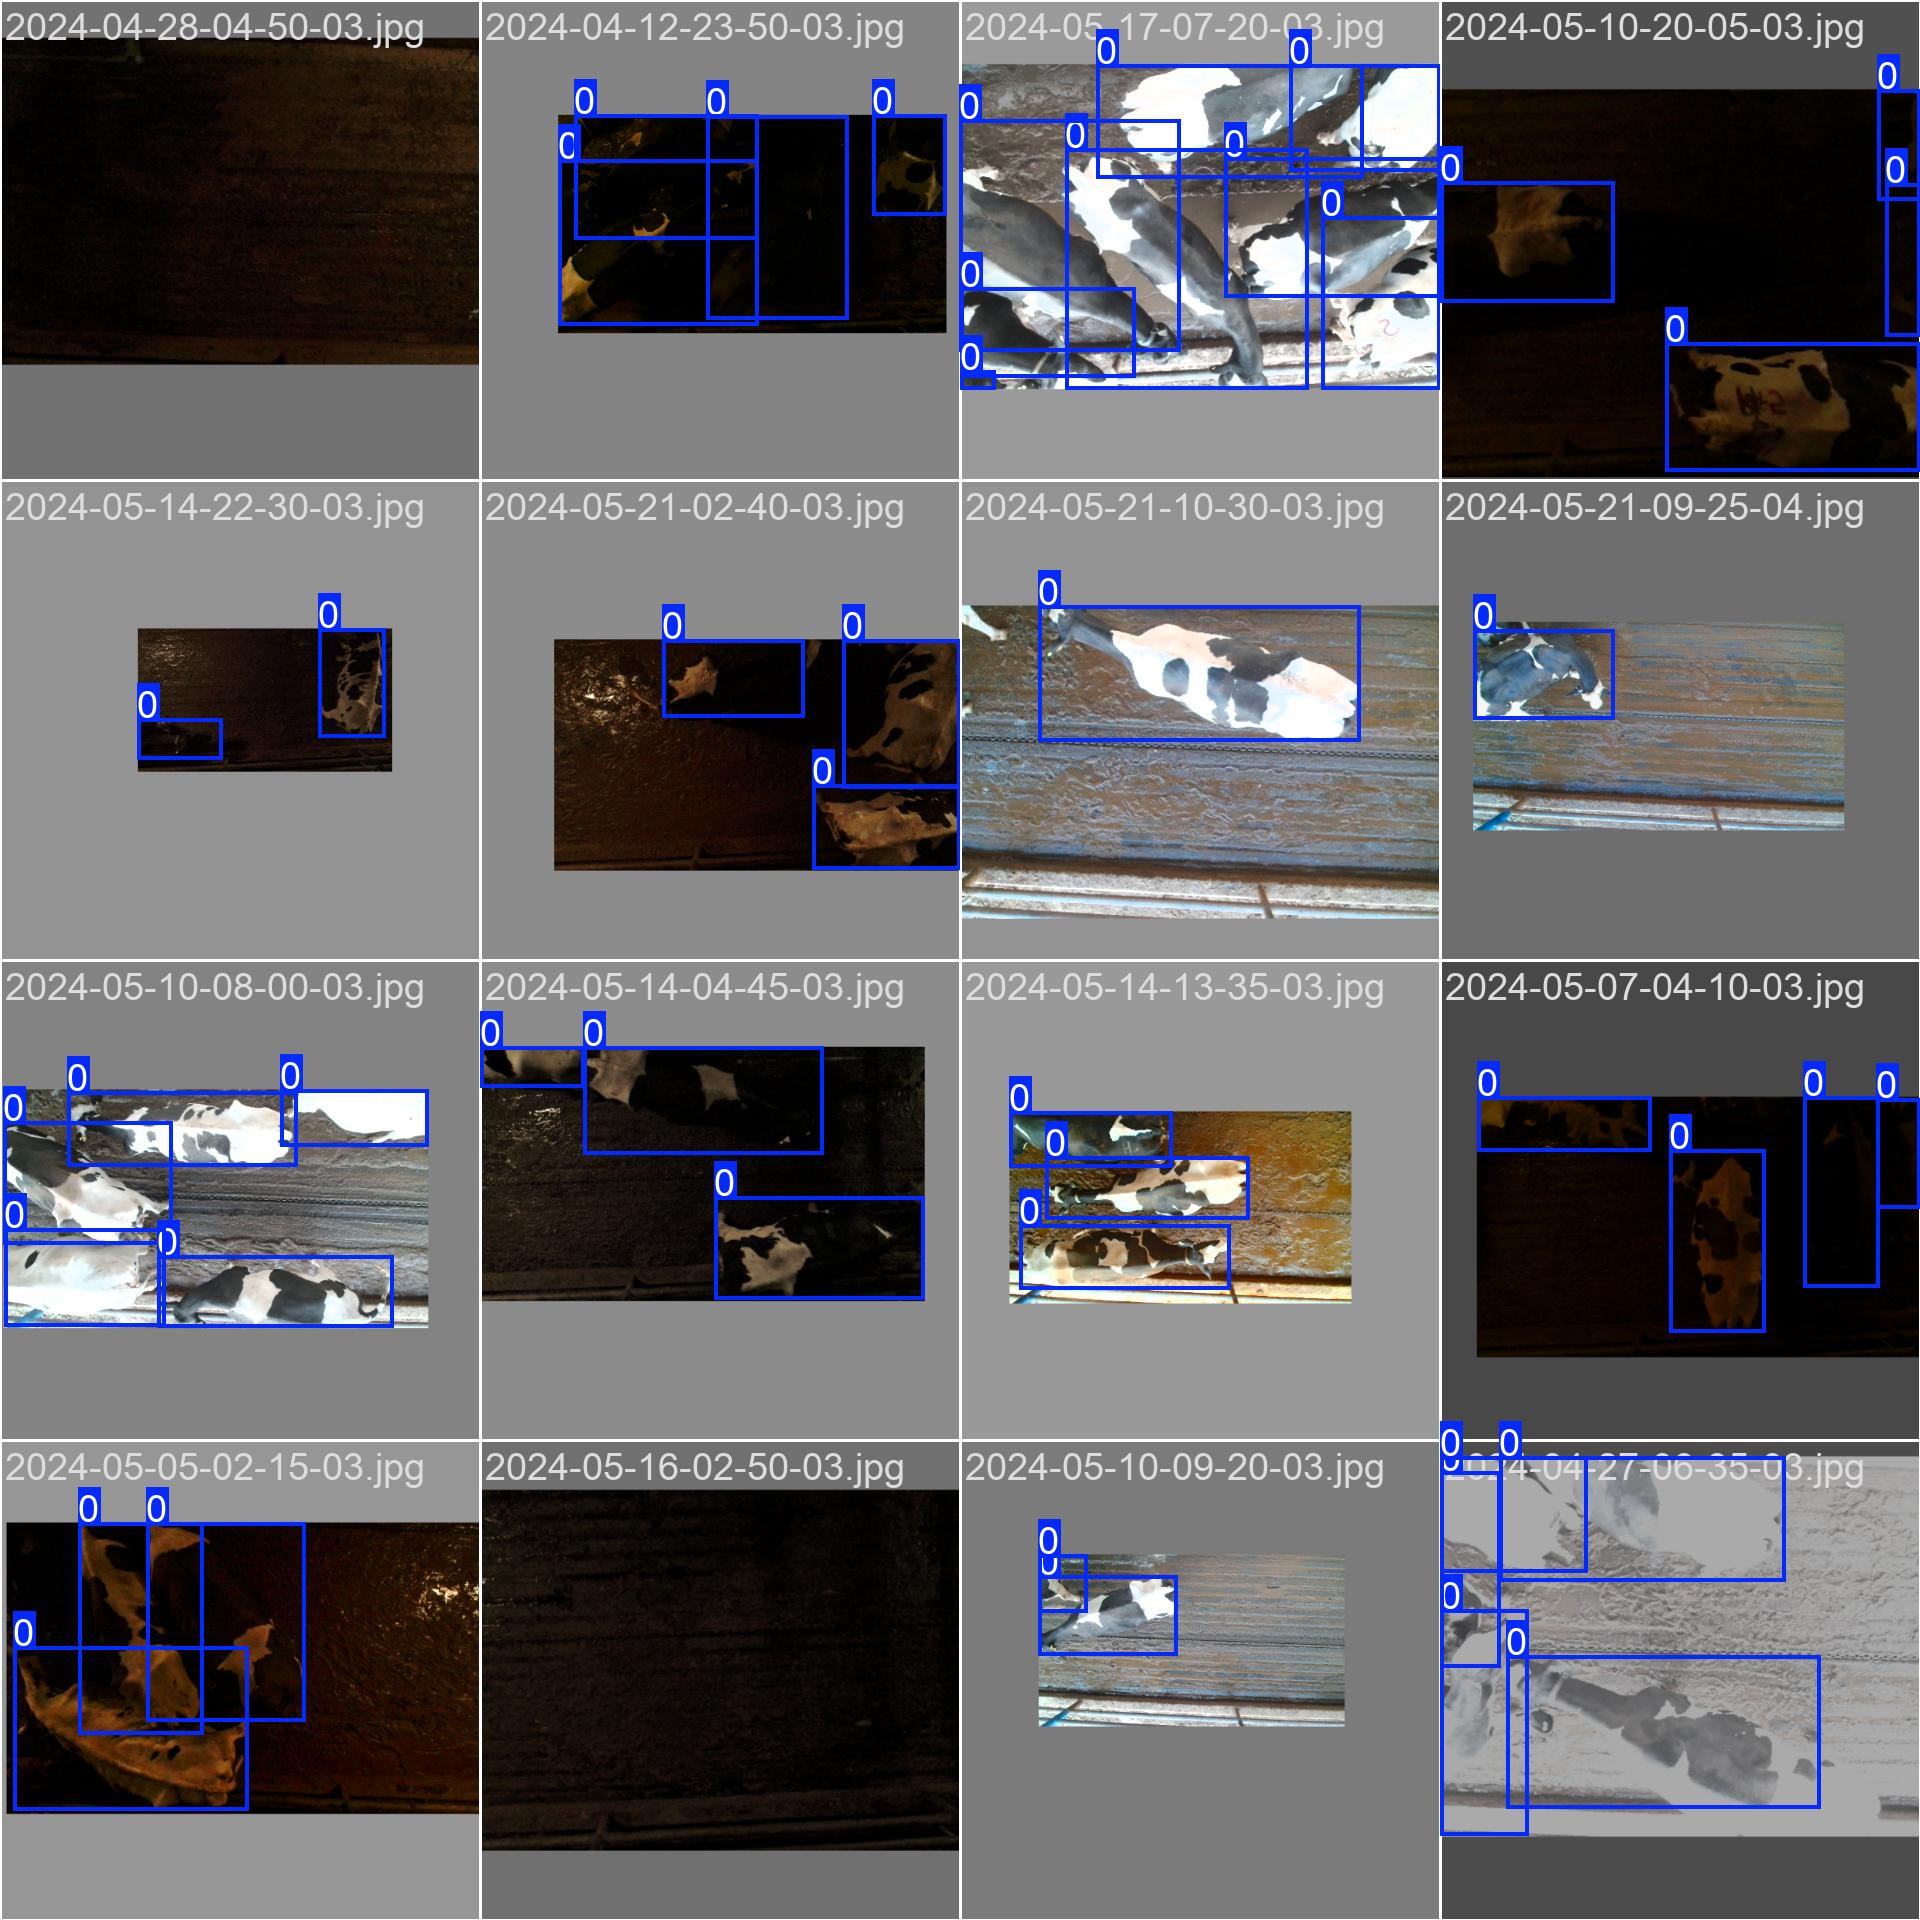 2024-04-28-04-50-03.jpg
2024-04-12-23-50-03.jpg
2024-05-17-07-20-03.jpg
2024-05-10-20-05-03.jpg
0 0 0 0
0 0 0 0 0 0 0 0
0 0 0 0
2024-05-14-22-30-03.jpg
2024-05-21-02-40-03.jpg
2024-05-21-10-30-03.jpg
2024-05-21-09-25-04.jpg
0 0
0 0 0
0
0
2024-05-10-08-00-03.jpg
2024-05-14-04-45-03.jpg
2024-05-14-13-35-03.jpg
2024-05-07-04-10-03.jpg
0 0 0 0 0
0 0 0
0 0 0
0 0 0 0
2024-05-05-02-15-03.jpg
2024-05-16-02-50-03.jpg
2024-05-10-09-20-03.jpg
2024-04-27-06-35-03.jpg
0 0 0
0 0
0 0 0 0